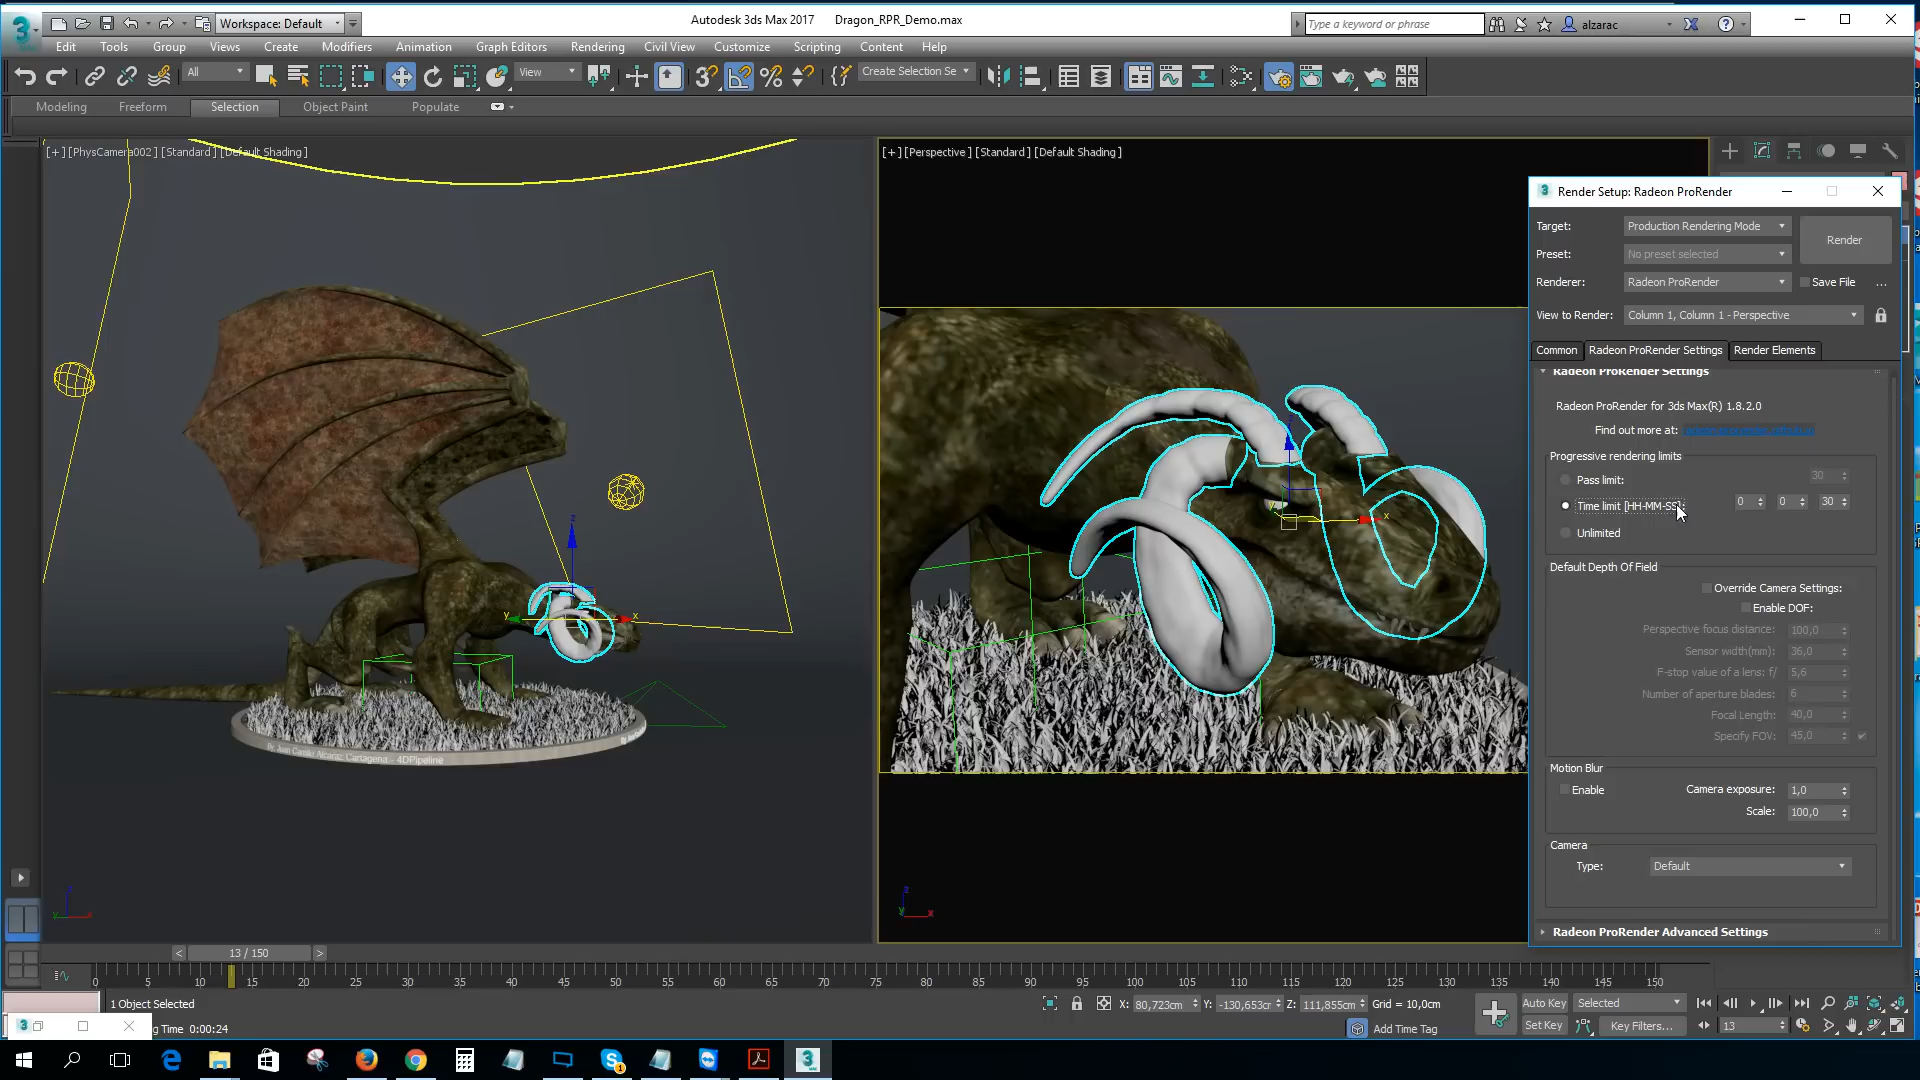 Workspace: Default
Autodesk 3ds Max 2017 Dragon_RPR_Demo.max
Type a keyword or phrase
alzarac
Edit Tools Group Views Create Modifiers Animation Graph Editors Rendering Civil View Customize Scripting Content Help
All
View
Create Selection Se
Modeling Freeform Selection Object Paint Populate
[+] [PhysCamera002] [Standard] [Default Shading]
[+] [Perspective] [Standard] [Default Shading]
Render Setup: Radeon ProRender
Target: Production Rendering Mode
Render
Preset: No preset selected
Renderer: Radeon ProRender
Save File ...
View to Render: Column 1, Column 1 - Perspective
Common Radeon ProRender Settings Render Elements
Radeon ProRender Settings
Radeon ProRender for 3ds Max(R) 1.8.2.0
Find out more at:
Progressive rendering limits
Pass limit: 30
Time limit [HH-MM-SS]: 0 0 30
Unlimited
Default Depth Of Field
Override Camera Settings:
Enable DOF:
Perspective focus distance: 100,0
Sensor width(mm): 36,0
F-stop value of a lens: f/ 5,6
Number of aperture blades: 6
Focal Length: 40,0
Specify FOV: 45,0
Motion Blur
Enable Camera exposure: 1,0
Scale: 100,0
Camera
Type: Default
Radeon ProRender Advanced Settings
By: Juan Camilo Alcaraz Cartagena - 4DPipeline
x
y
z
x
y
z
< 13 / 150 >
0 5 10 15 20 25 30 35 40 45 50 55 60 65 70 75 80 85 90 95 100 105 110 115 120 125 130 135 140 145 150
1 Object Selected
X: 80,723cm Y: -130,653cm Z: 111,855cm Grid = 10,0cm
Auto Key Selected
g Time 0:00:24
Add Time Tag
Set Key Key Filters... 13